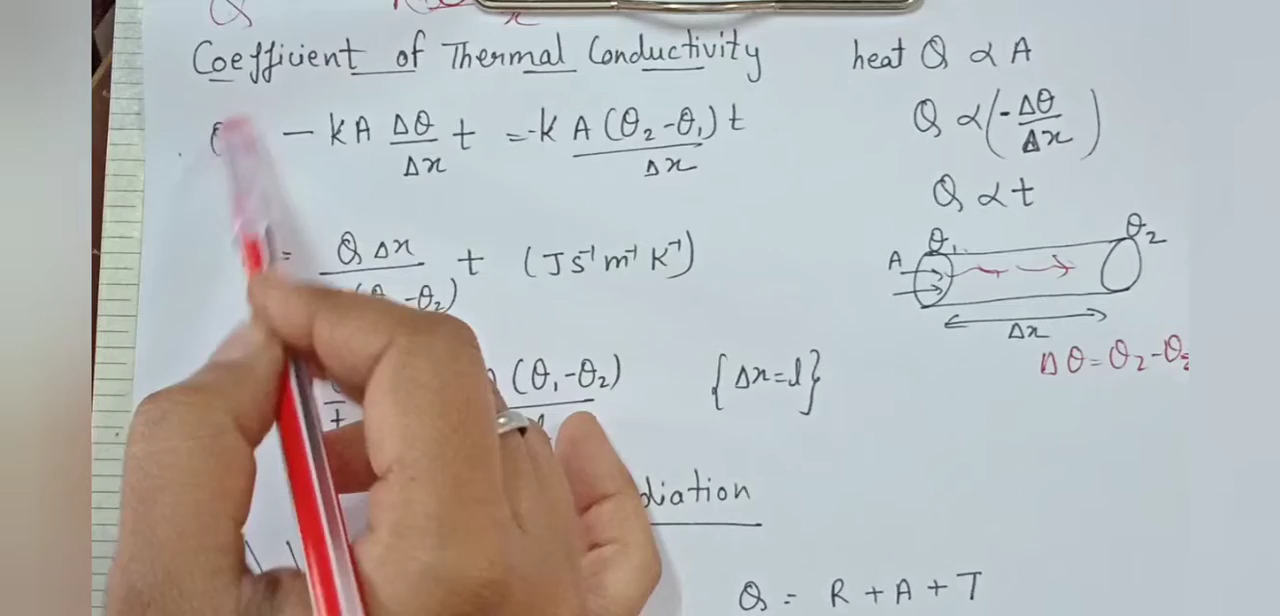 Coefficient of Thermal Conductivity
- KA Δθ/Δx t = -K A (θ₂-θ₁) t/Δx
= Q Δx/(θ -θ₂) t (J s⁻¹ m⁻¹ K⁻¹)
(θ₁-θ₂) {Δx=l}
diation
Q = R + A + T
heat Q ∝ A
Q ∝ (-Δθ/Δx)
Q ∝ t
θ₁ θ₂
A
Δx
Δθ = θ₂-θ